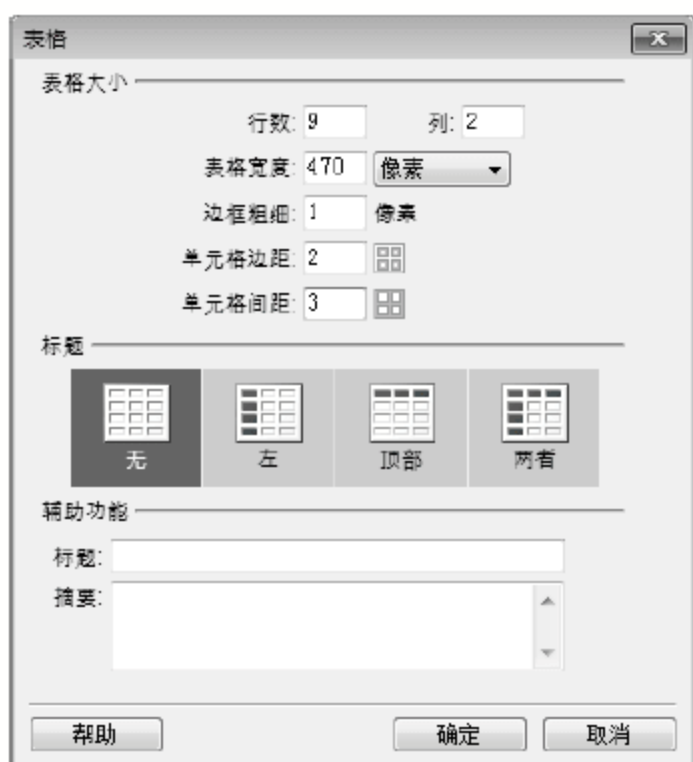 表格
表格大小
行数: 9 列: 2
表格宽度: 470 像素
边框粗细: 1 像素
单元格边距: 2
单元格间距: 3
标题
无 左 顶部 两者
辅助功能
标题:
摘要:
帮助 确定 取消